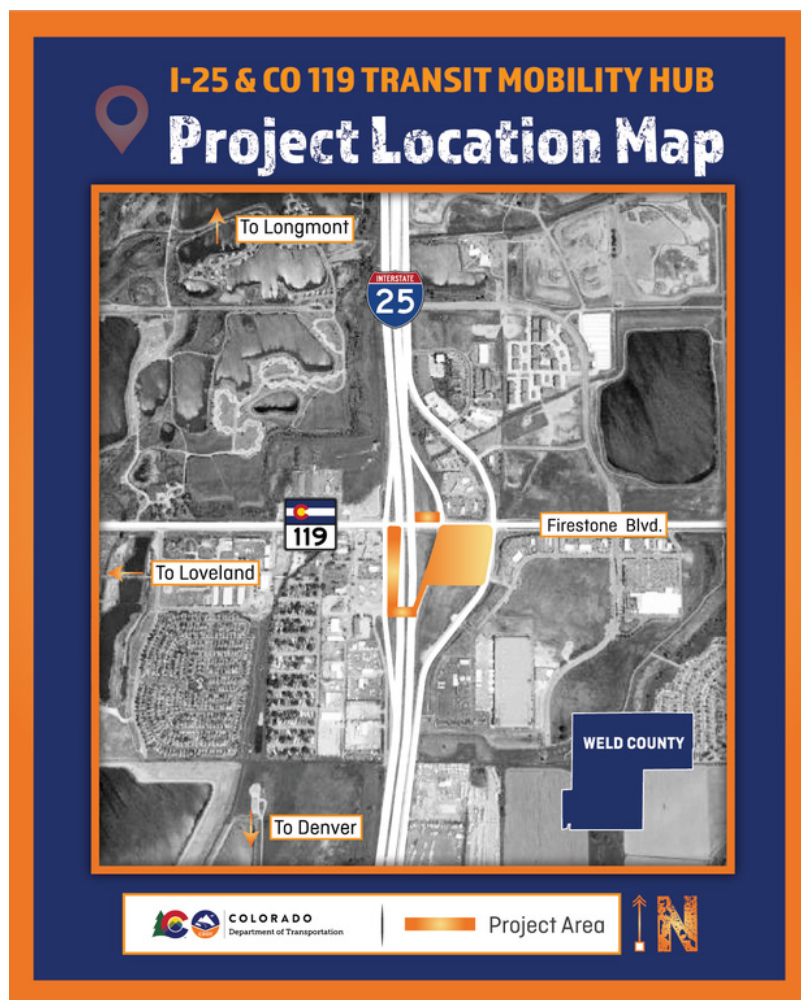 I-25 & CO 119 TRANSIT MOBILITY HUB
Project Location Map
To Longmont
INTERSTATE
25
119
Firestone Blvd.
To Loveland
WELD COUNTY
To Denver
COLORADO
Department of Transportation
Project Area
N